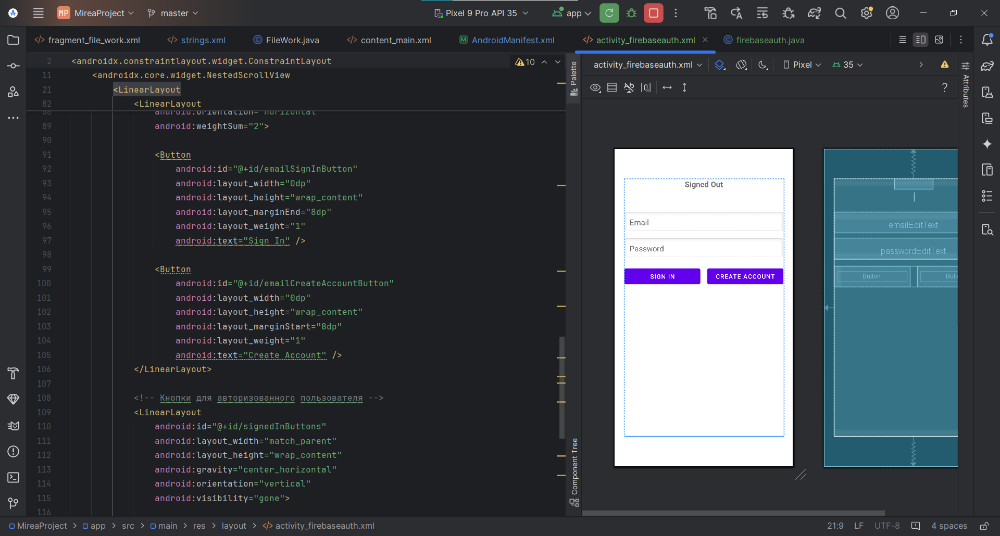 MP MireaProject master Pixel 9 Pro API 35 app
fragment_file_work.xml strings.xml FileWork.java content_main.xml AndroidManifest.xml activity_firebaseauth.xml firebaseauth.java
2 <androidx.constraintlayout.widget.ConstraintLayout
11 <androidx.core.widget.NestedScrollView
21 <LinearLayout
82 <LinearLayout
88 android:orientation="horizontal"
89 android:weightSum="2">
90
91 <Button
92 android:id="@+id/emailSignInButton"
93 android:layout_width="0dp"
94 android:layout_height="wrap_content"
95 android:layout_marginEnd="8dp"
96 android:layout_weight="1"
97 android:text="Sign In" />
98
99 <Button
100 android:id="@+id/emailCreateAccountButton"
101 android:layout_width="0dp"
102 android:layout_height="wrap_content"
103 android:layout_marginStart="8dp"
104 android:layout_weight="1"
105 android:text="Create Account" />
106 </LinearLayout>
107
108 <!-- Кнопки для авторизованного пользователя -->
109 <LinearLayout
110 android:id="@+id/signedInButtons"
111 android:layout_width="match_parent"
112 android:layout_height="wrap_content"
113 android:gravity="center_horizontal"
114 android:orientation="vertical"
115 android:visibility="gone">
116
10
Palette
Component Tree
activity_firebaseauth.xml Pixel 35
Attributes
Signed Out
Email
Password
SIGN IN CREATE ACCOUNT
emailEditText
passwordEditText
Button Butt
MireaProject > app > src > main > res > layout > activity_firebaseauth.xml 21:9 LF UTF-8 4 spaces